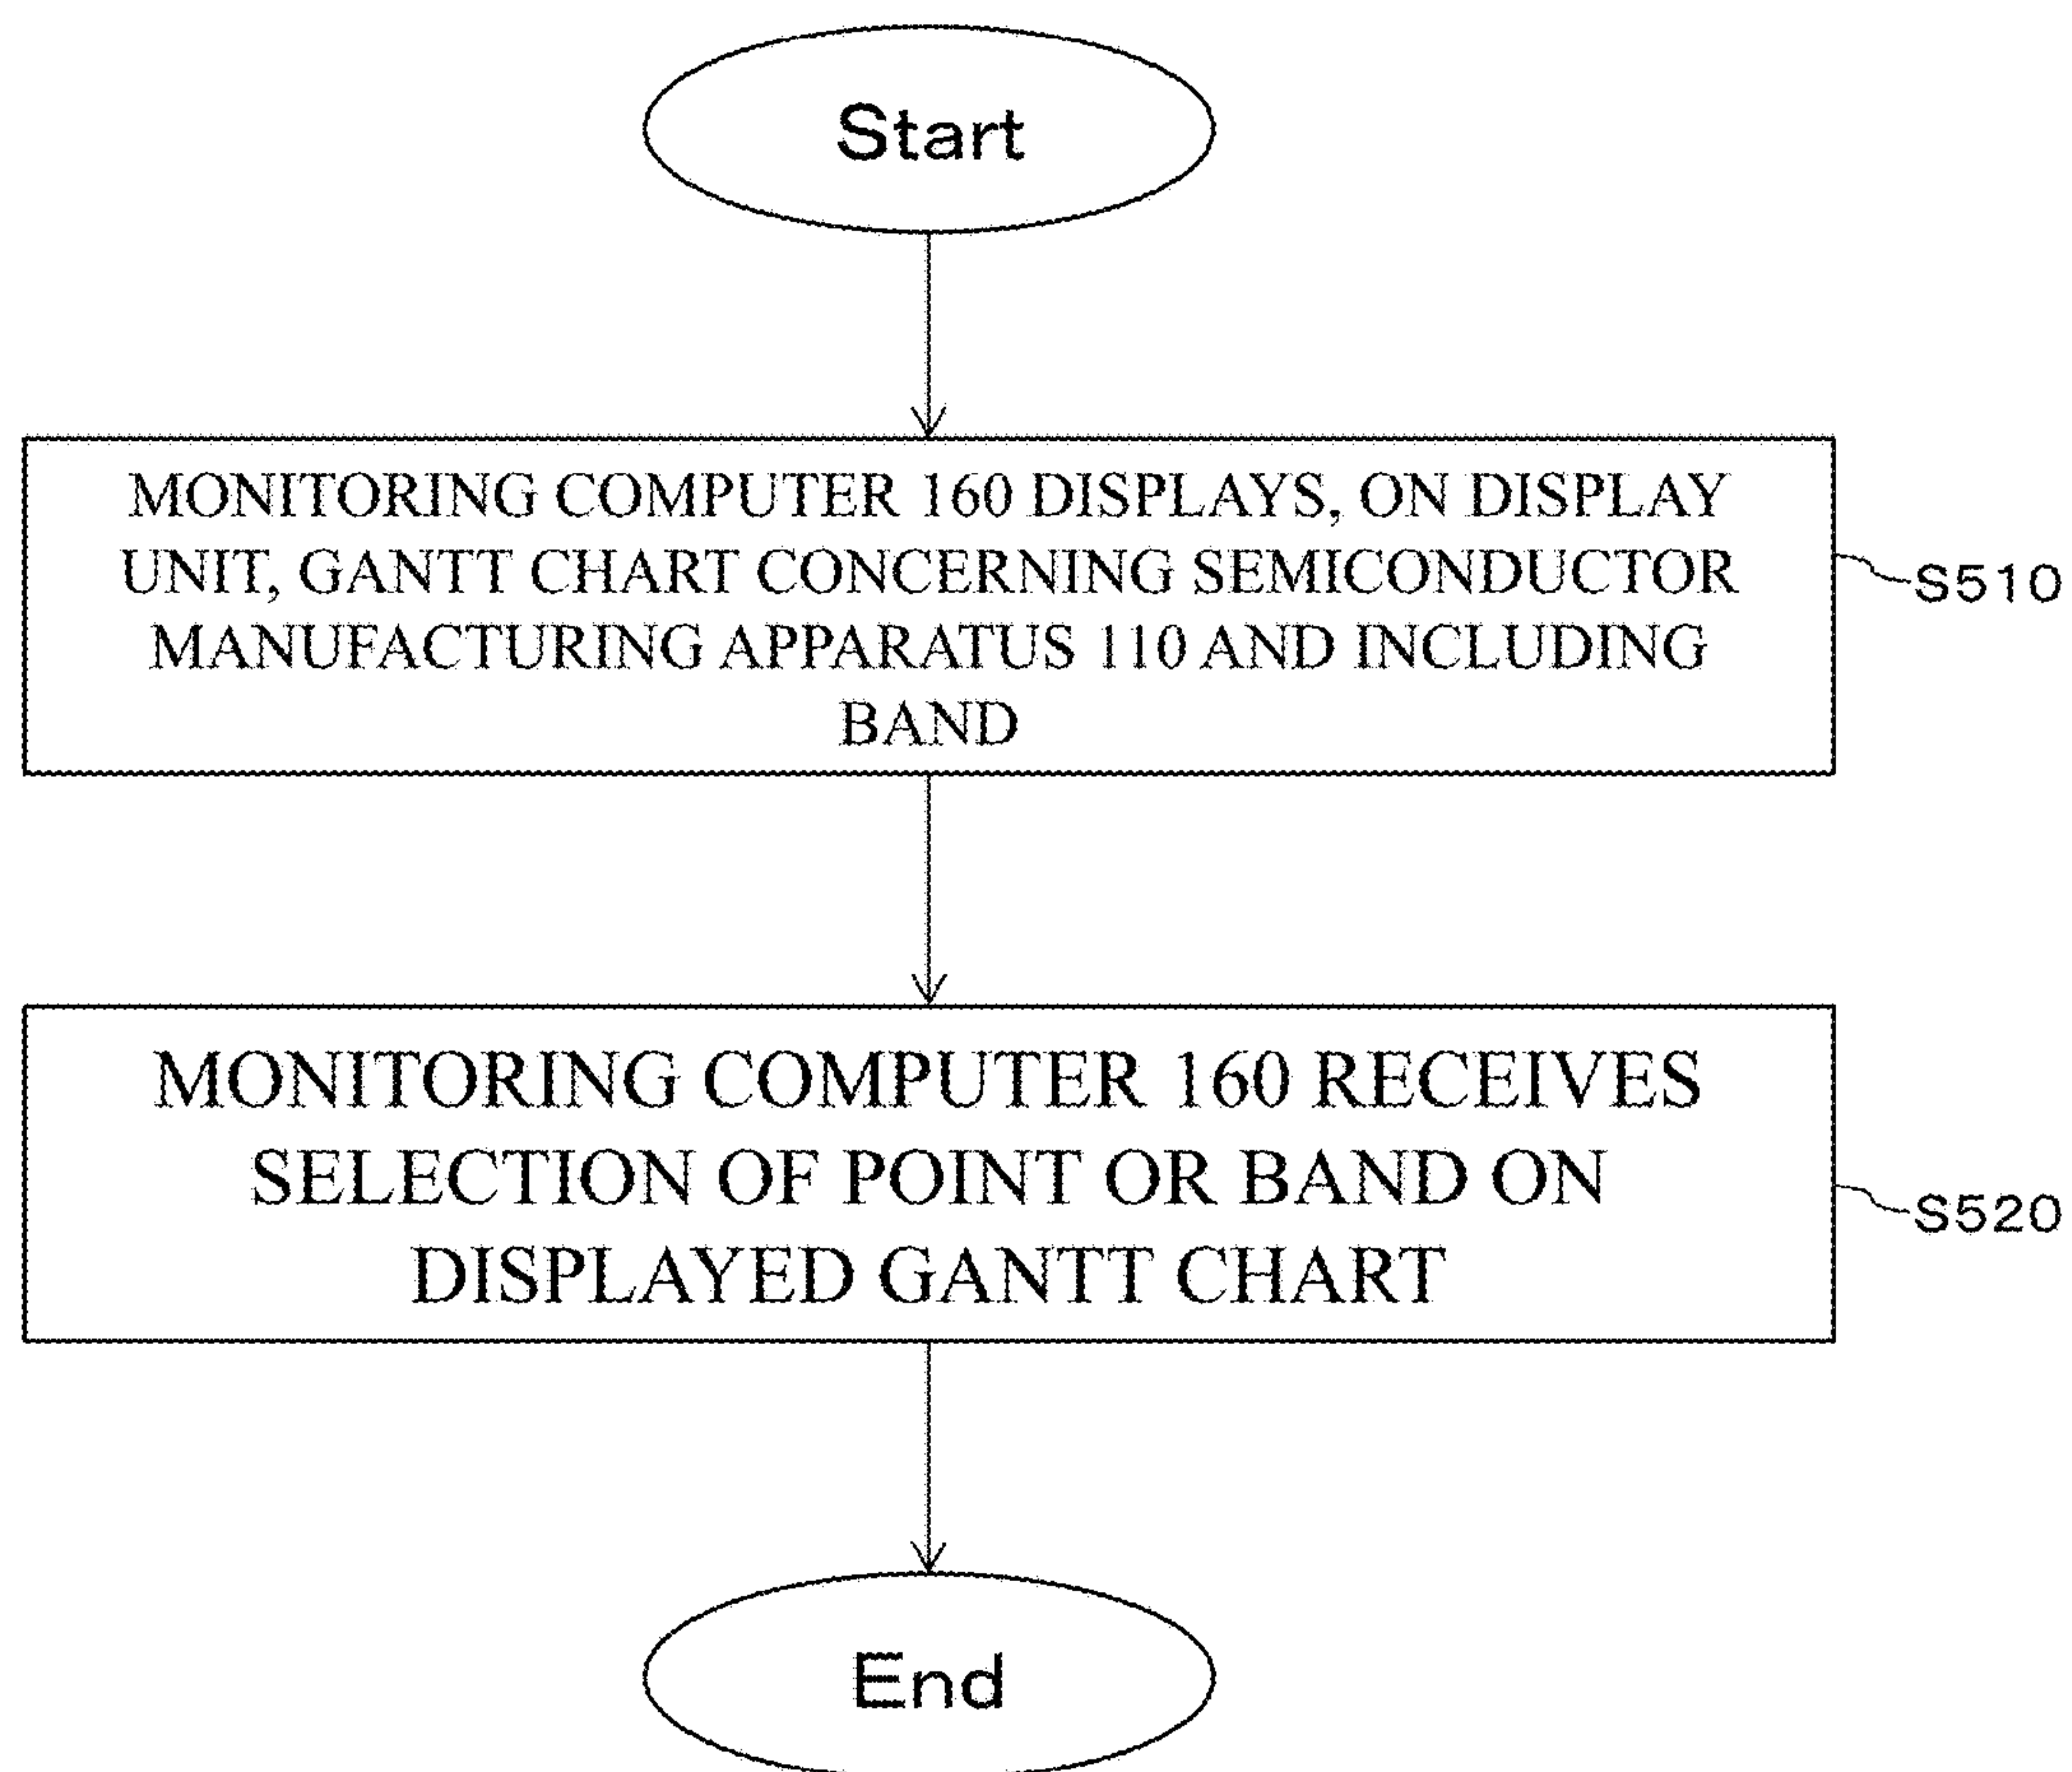 Start
MONITORING COMPUTER 160 DISPLAYS, ON DISPLAY
UNIT, GANTT CHART CONCERNING SEMICONDUCTOR
MANUFACTURING APPARATUS 110 AND INCLUDING
BAND
S510
MONITORING COMPUTER 160 RECEIVES
SELECTION OF POINT OR BAND ON
DISPLAYED GANTT CHART
S520
End